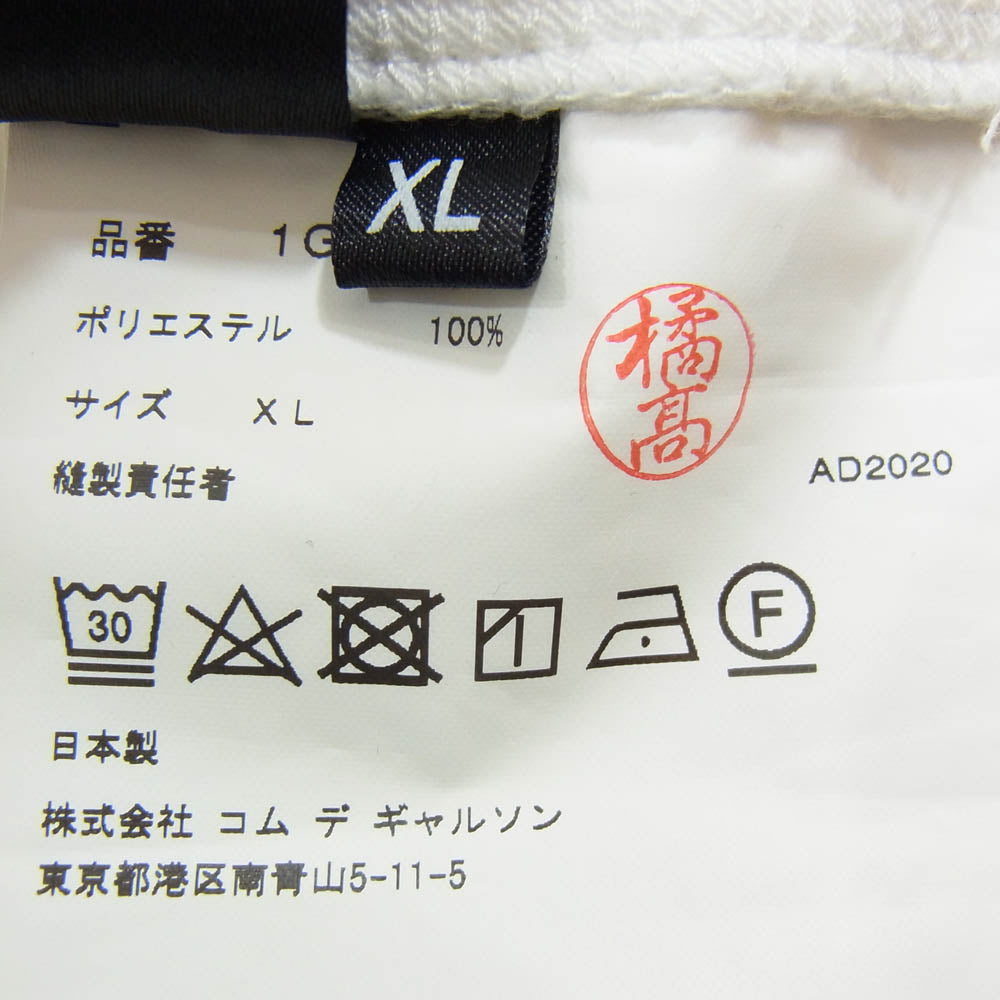 XL
品番 1G
ポリエステル 100%
サイズ XL
縫製責任者
橘高
AD2020
30
F
日本製
株式会社 コム デ ギャルソン
東京都港区南青山5-11-5